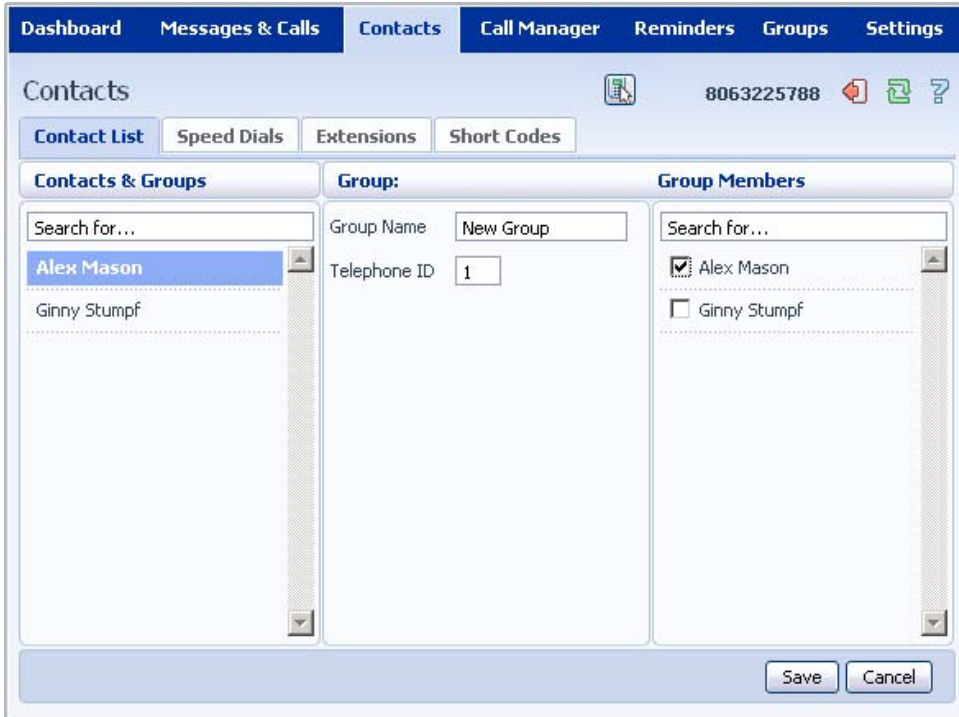 Dashboard Messages & Calls Contacts Call Manager Reminders Groups Settings
Contacts 8063225788 ?
Contact List Speed Dials Extensions Short Codes
Contacts & Groups Group: Group Members
Search for... Group Name New Group Search for...
Alex Mason Telephone ID 1 Alex Mason
Ginny Stumpf Ginny Stumpf
Save Cancel